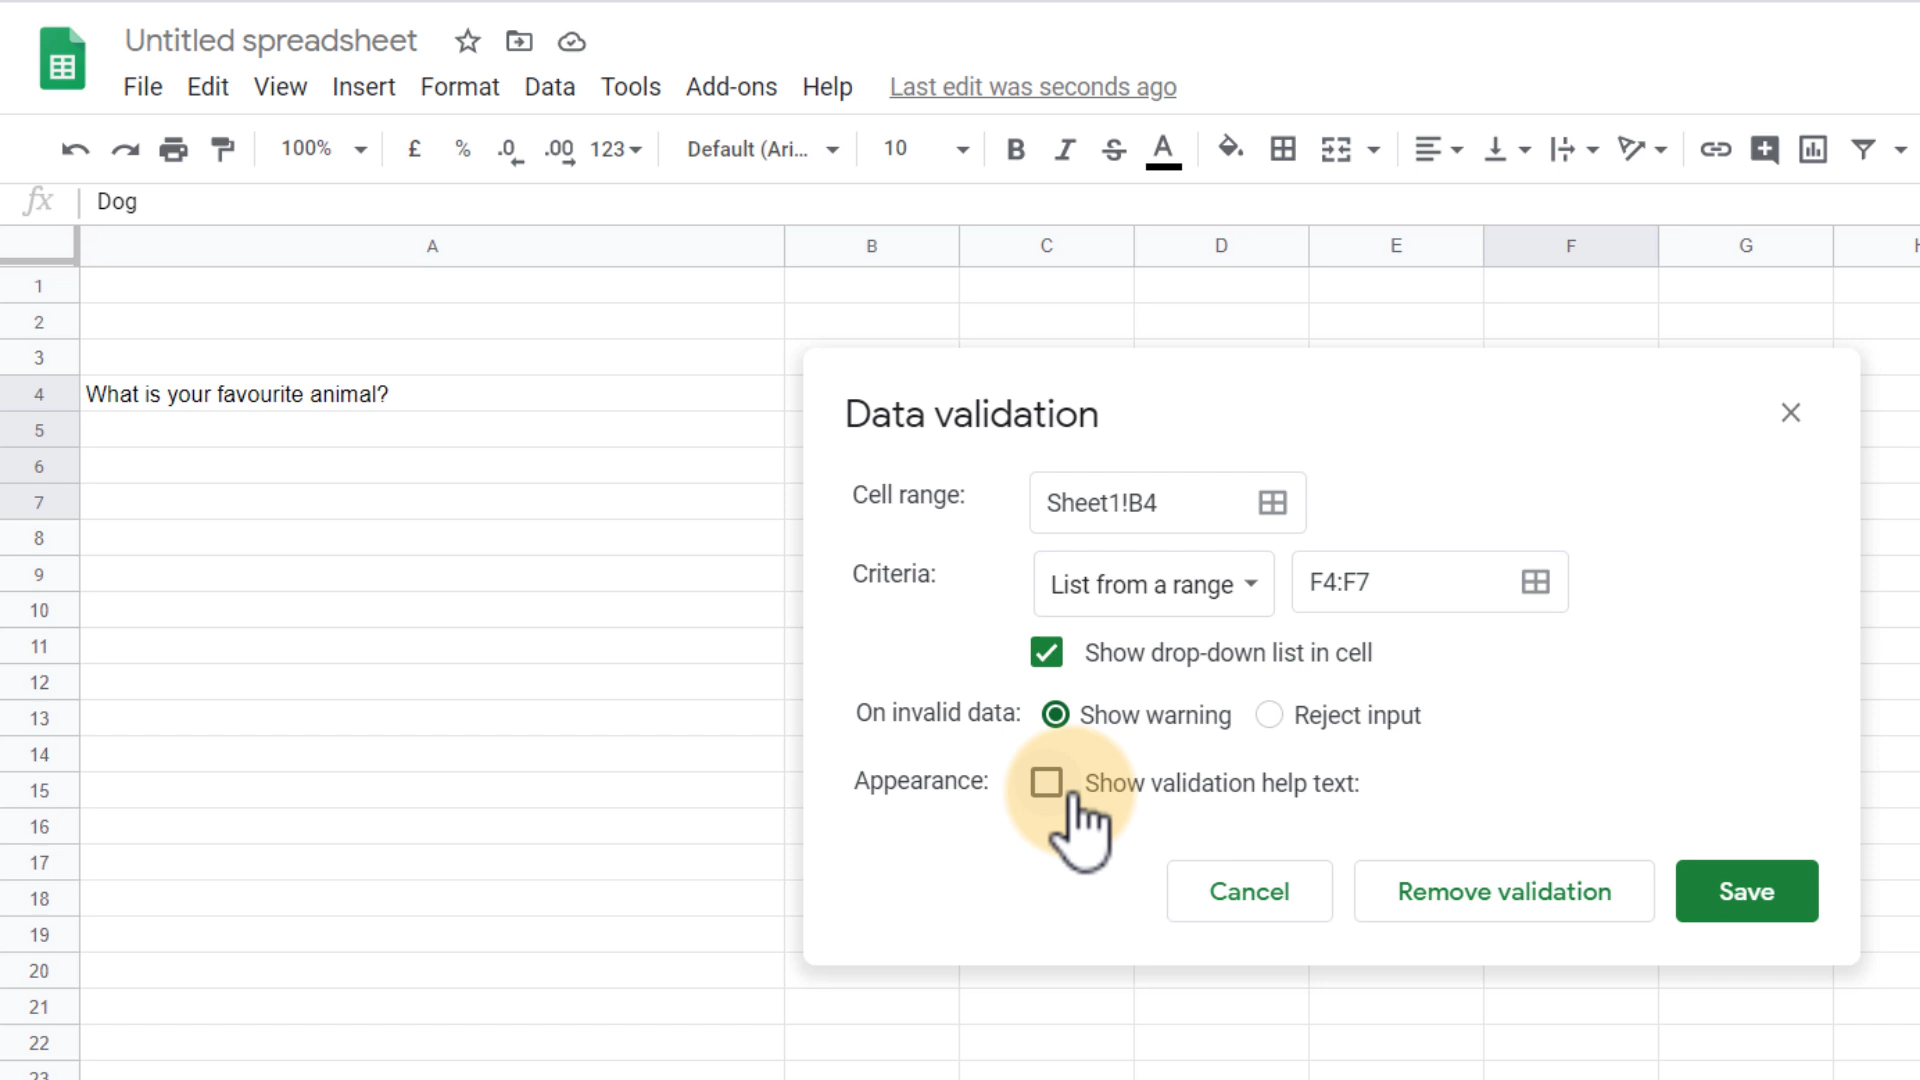 Untitled spreadsheet
File Edit View Insert Format Data Tools Add-ons Help Last edit was seconds ago
100% £ % .0 .00 123 Default (Ari... 10 B I S A
fx Dog
A B C D E F G H
1
2
3
4 What is your favourite animal?
5
6
7
8
9
10
11
12
13
14
15
16
17
18
19
20
21
22
23
Data validation
Cell range: Sheet1!B4
Criteria: List from a range F4:F7
Show drop-down list in cell
On invalid data: Show warning Reject input
Appearance: Show validation help text:
Cancel Remove validation Save